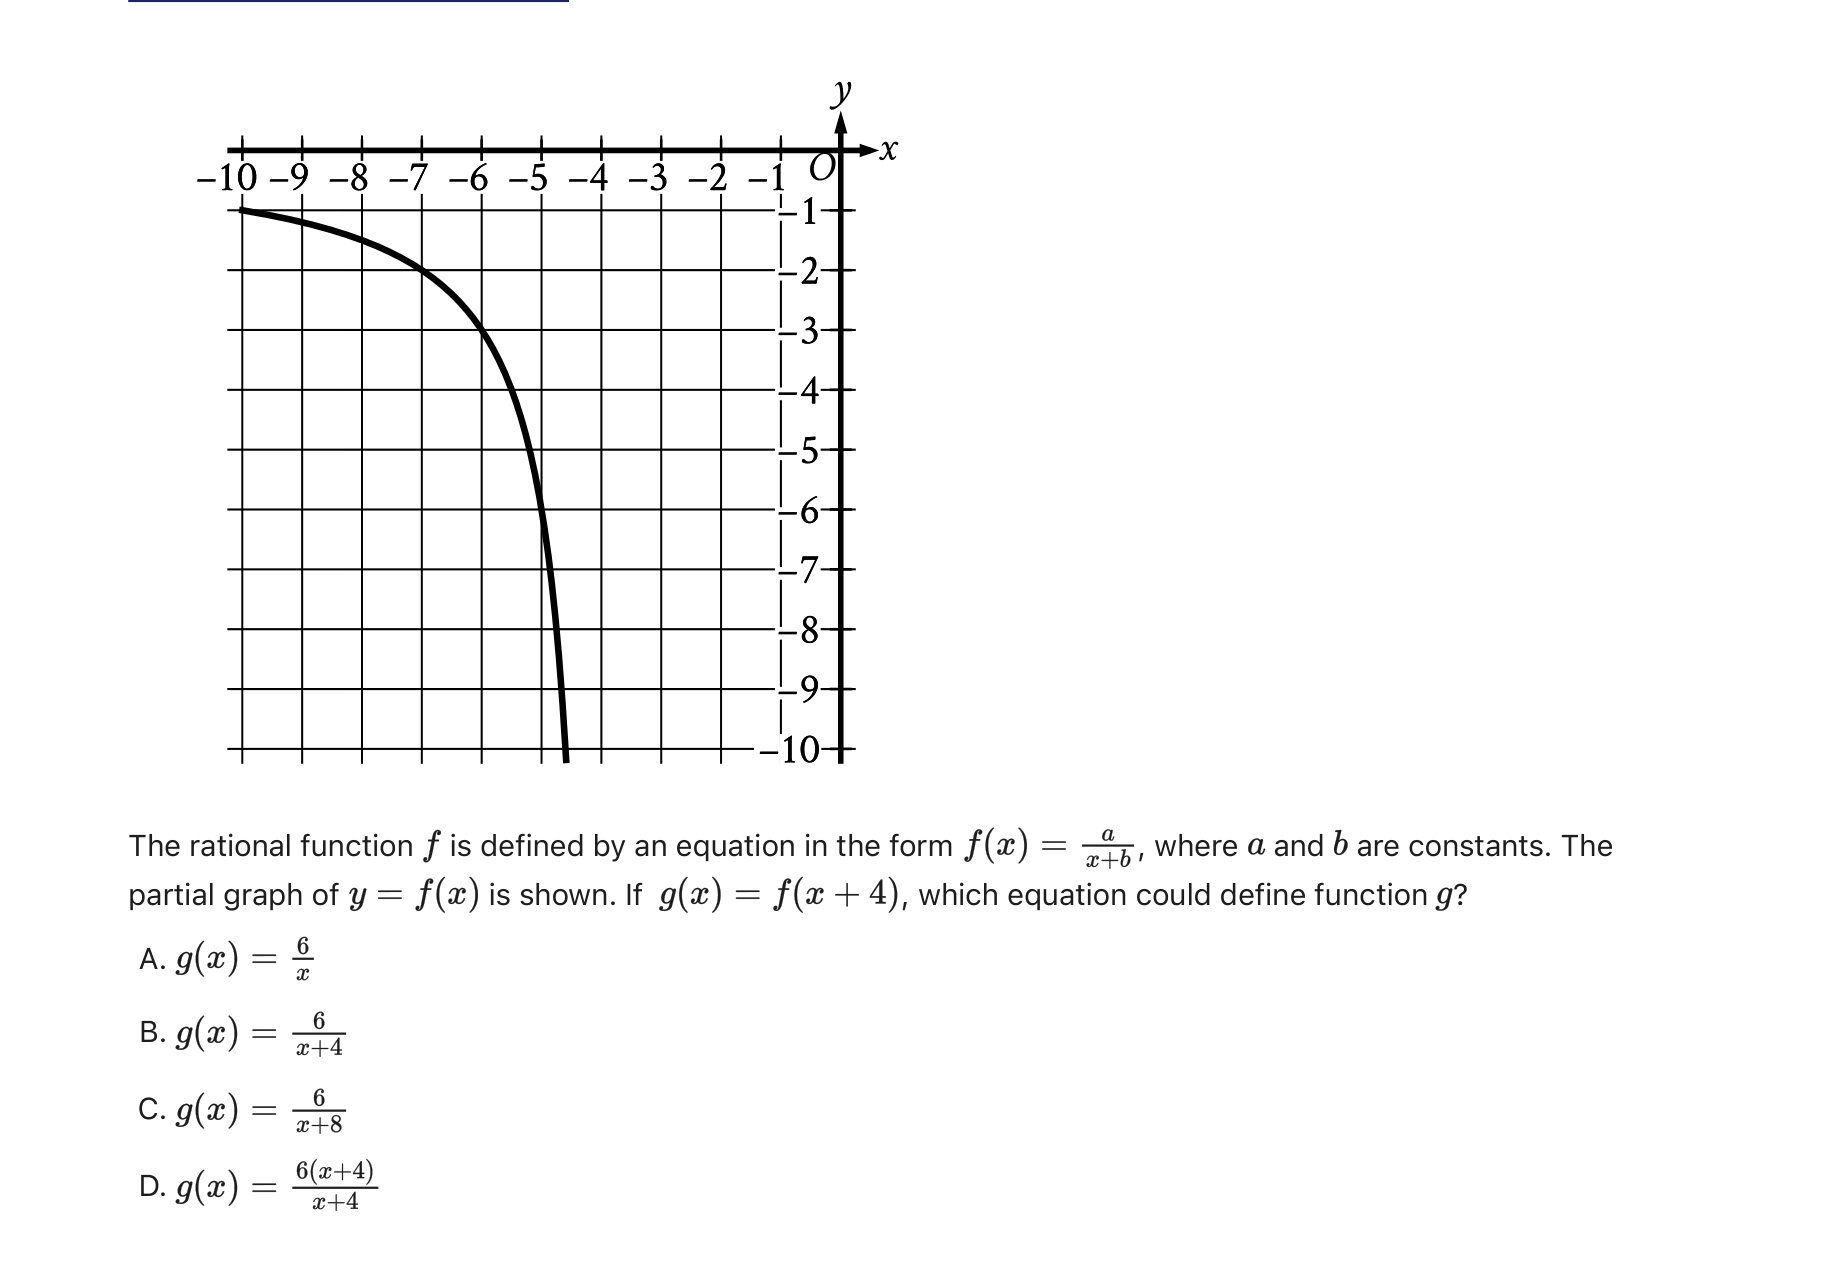 y
x
−10 −9 −8 −7 −6 −5 −4 −3 −2 −1 O
−1
−2
−3
−4
−5
−6
−7
−8
−9
−10
The rational function f is defined by an equation in the form f(x) = a/(x+b), where a and b are constants. The
partial graph of y = f(x) is shown. If g(x) = f(x + 4), which equation could define function g?
A. g(x) = 6/x
B. g(x) = 6/(x+4)
C. g(x) = 6/(x+8)
D. g(x) = 6(x+4)/(x+4)